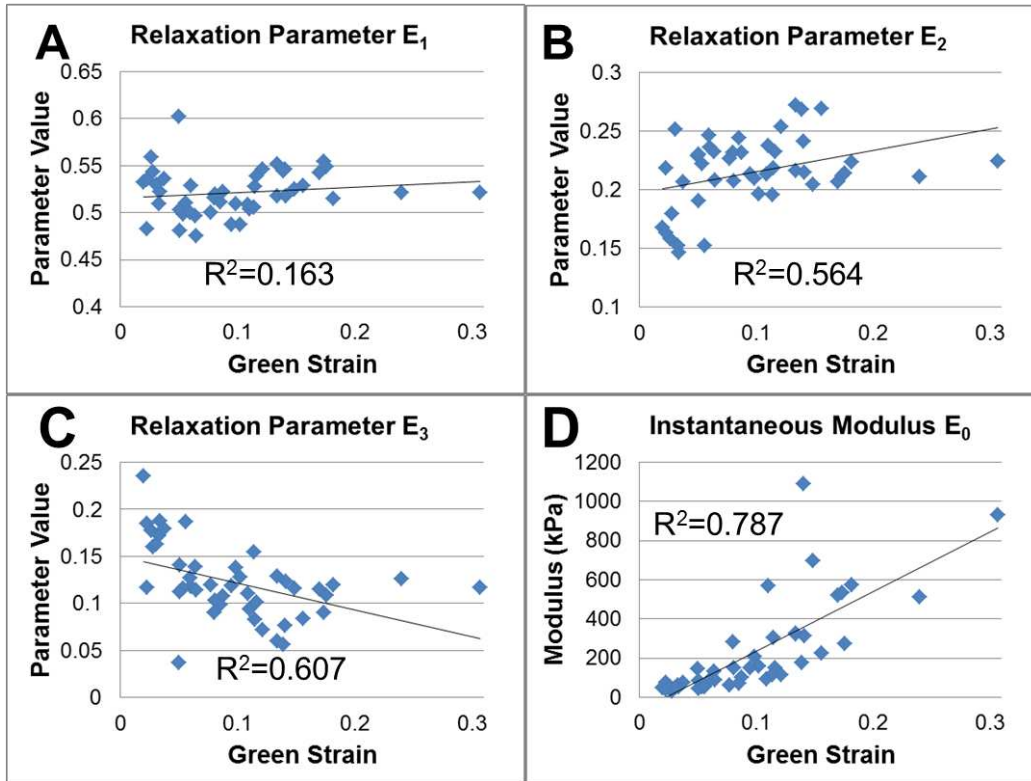 A
Relaxation Parameter E₁
Parameter Value
0.65
0.6
0.55
0.5
0.45
0.4
R²=0.163
0
0.1
0.2
0.3
Green Strain
B
Relaxation Parameter E₂
Parameter Value
0.3
0.25
0.2
0.15
0.1
R²=0.564
0
0.1
0.2
0.3
Green Strain
C
Relaxation Parameter E₃
Parameter Value
0.25
0.2
0.15
0.1
0.05
0
R²=0.607
0
0.1
0.2
0.3
Green Strain
D
Instantaneous Modulus E₀
Modulus (kPa)
1200
1000
800
600
400
200
0
R²=0.787
0
0.1
0.2
0.3
Green Strain